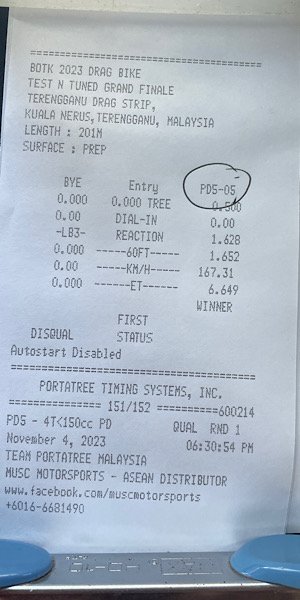 ==================================
BOTK 2023 DRAG BIKE
TEST N TUNED GRAND FINALE
TERENGGANU DRAG STRIP,
KUALA NERUS,TERENGGANU, MALAYSIA
LENGTH : 201M
SURFACE : PREP
BYE Entry PD5-05
0.000 0.000 TREE 0.500
0.00 DIAL-IN 0.00
-LB3- REACTION 1.628
0.000 -----60FT----- 1.652
0.00 -----KM/H----- 167.31
0.000 ------ET------ 6.649
WINNER
FIRST
DISQUAL STATUS
Autostart Disabled
==================================
PORTATREE TIMING SYSTEMS, INC.
============== 151/152 ==========600214
PD5 - 4T<150cc PD QUAL RND 1
November 4, 2023 06:30:54 PM
TEAM PORTATREE MALAYSIA
MUSC MOTORSPORTS - ASEAN DISTRIBUTOR
www.facebook.com/muscmotorsports
+6016-6681490